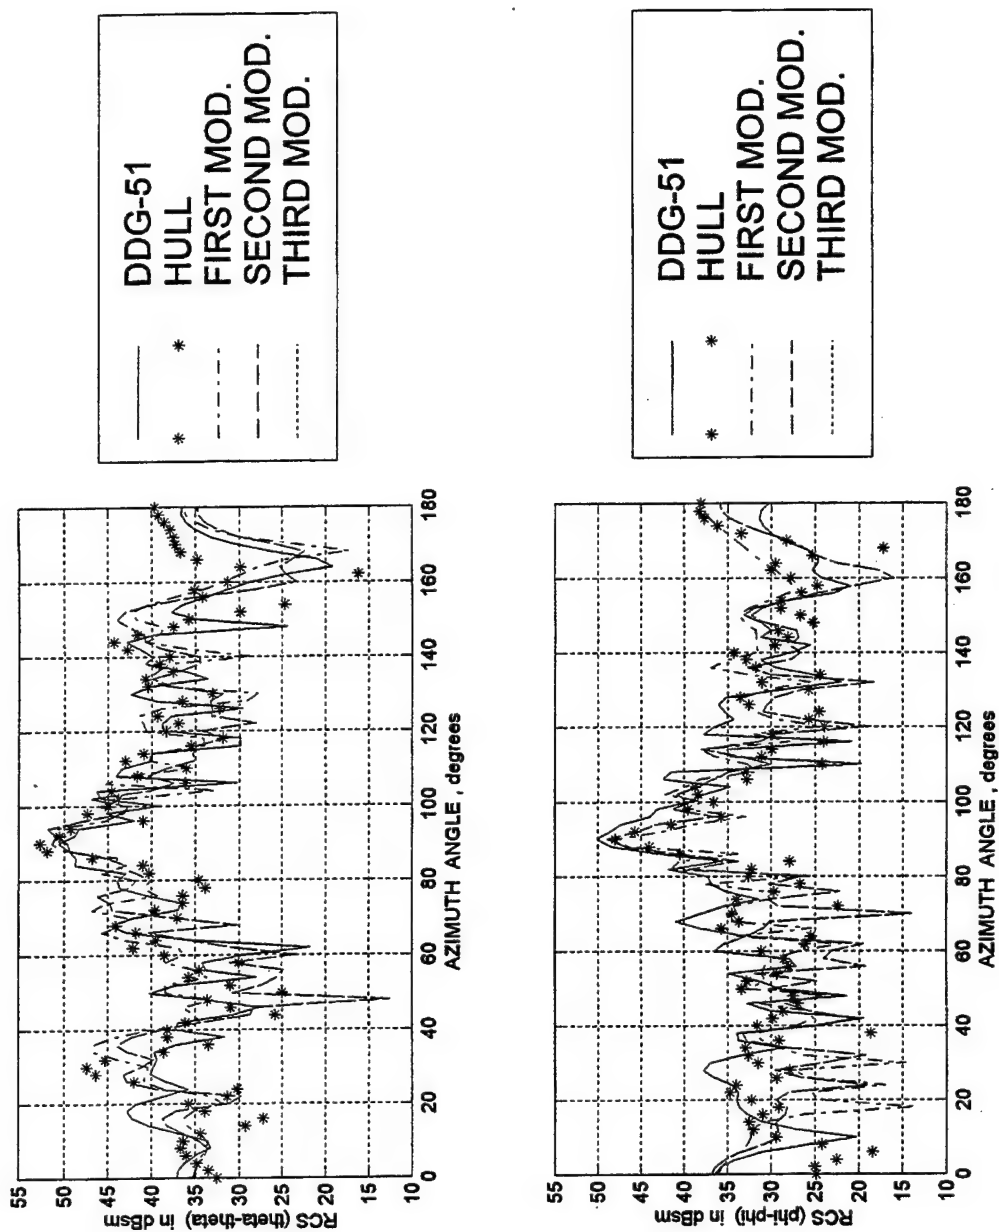 DDG-51
HULL
FIRST MOD.
SECOND MOD.
THIRD MOD.
55 50 45 40 35 30 25 20 15 10
RCS (theta-theta) in dBsm
0 20 40 60 80 100 120 140 160 180
AZIMUTH ANGLE , degrees
DDG-51
HULL
FIRST MOD.
SECOND MOD.
THIRD MOD.
55 50 45 40 35 30 25 20 15 10
RCS (phi-phi) in dBsm
0 20 40 60 80 100 120 140 160 180
AZIMUTH ANGLE , degrees